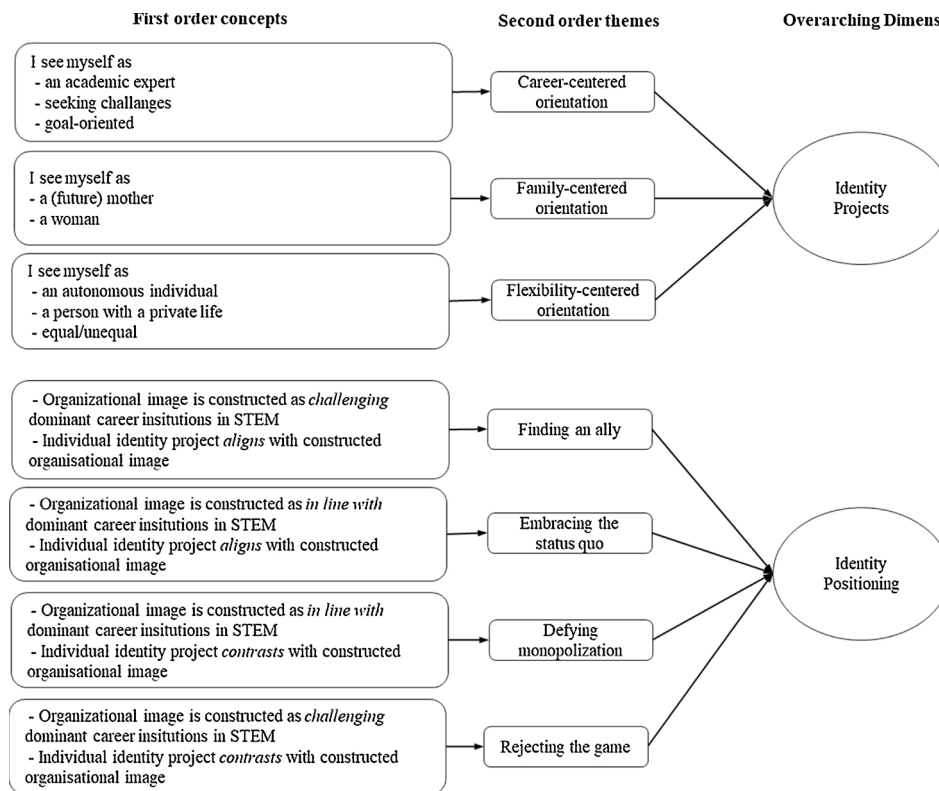 First order concepts
Second order themes
Overarching Dimens
I see myself as
- an academic expert
- seeking challanges
- goal-oriented
Career-centered
orientation
I see myself as
- a (future) mother
- a woman
Family-centered
orientation
Identity
Projects
I see myself as
- an autonomous individual
- a person with a private life
- equal/unequal
Flexibility-centered
orientation
- Organizational image is constructed as challenging
dominant career insitutions in STEM
- Individual identity project aligns with constructed
organisational image
Finding an ally
- Organizational image is constructed as in line with
dominant career insitutions in STEM
- Individual identity project aligns with constructed
organisational image
Embracing the
status quo
Identity
Positioning
- Organizational image is constructed as in line with
dominant career insitutions in STEM
- Individual identity project contrasts with constructed
organisational image
Defying
monopolization
- Organizational image is constructed as challenging
dominant career insitutions in STEM
- Individual identity project contrasts with constructed
organisational image
Rejecting the game